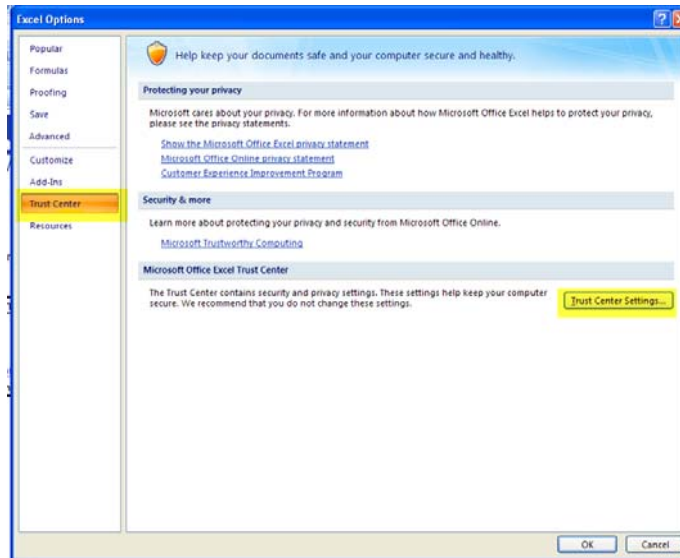 Excel Options
Popular
Formulas
Proofing
Save
Advanced
Customize
Add-Ins
Trust Center
Resources
Help keep your documents safe and your computer secure and healthy.
Protecting your privacy
Microsoft cares about your privacy. For more information about how Microsoft Office Excel helps to protect your privacy,
please see the privacy statements.
Show the Microsoft Office Excel privacy statement
Microsoft Office Online privacy statement
Customer Experience Improvement Program
Security & more
Learn more about protecting your privacy and security from Microsoft Office Online.
Microsoft Trustworthy Computing
Microsoft Office Excel Trust Center
The Trust Center contains security and privacy settings. These settings help keep your computer
secure. We recommend that you do not change these settings.
Trust Center Settings...
OK
Cancel